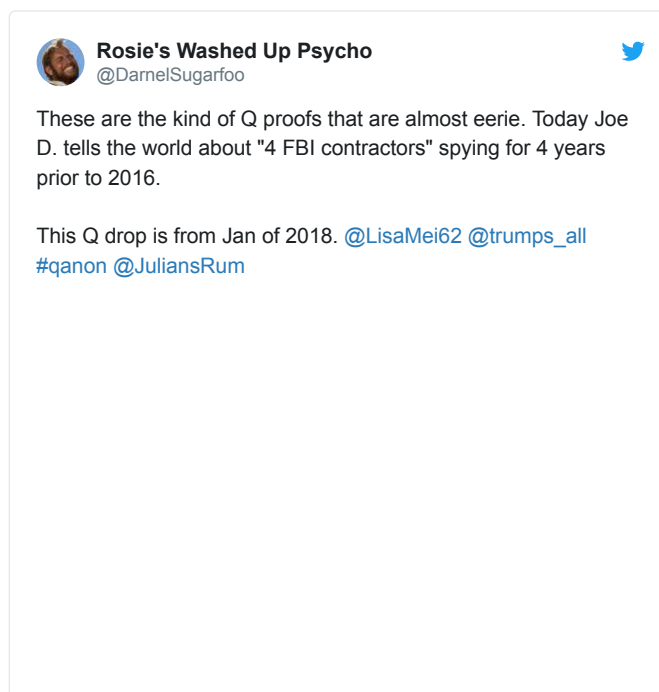 Rosie's Washed Up Psycho
@DarnelSugarfoo
These are the kind of Q proofs that are almost eerie. Today Joe
D. tells the world about "4 FBI contractors" spying for 4 years
prior to 2016.
This Q drop is from Jan of 2018. @LisaMei62 @trumps_all
#qanon @JuliansRum